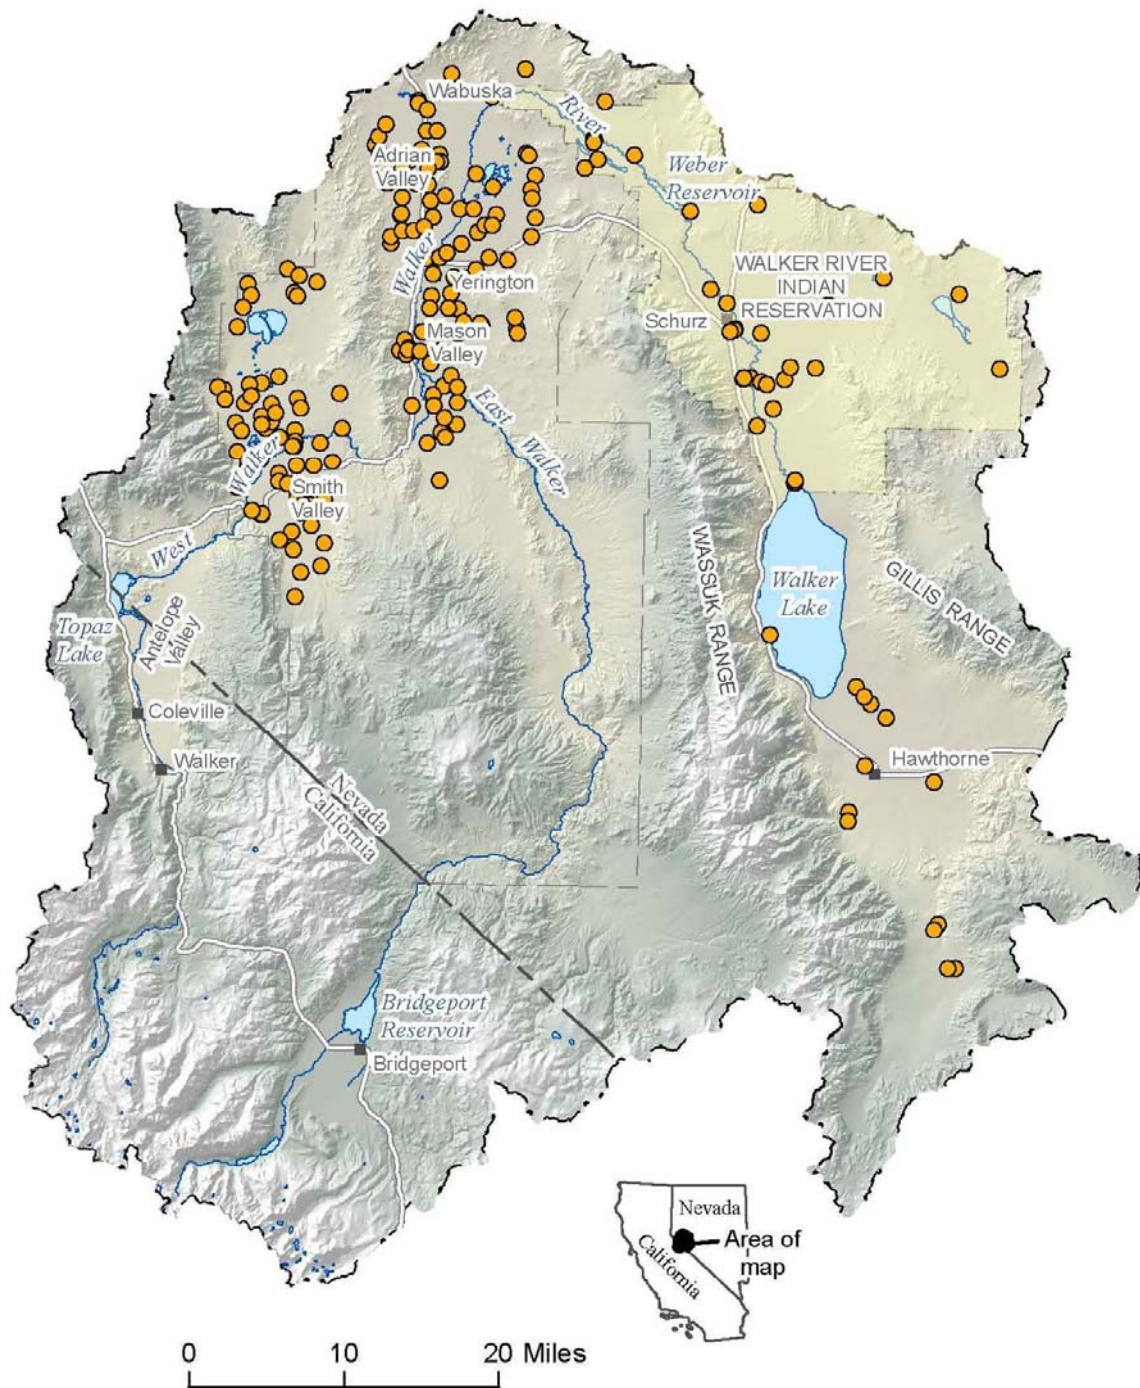 Wabuska
River
Adrian
Valley
Weber
Reservoir
Walker
WALKER RIVER
INDIAN
RESERVATION
Yerington
Schurz
Mason
Valley
East
Walker
Walker
Smith
Valley
West
WASSUK RANGE
Walker
Lake
GILLIS RANGE
Topaz
Lake
Antelope
Valley
Coleville
Walker
Hawthorne
Nevada
California
Bridgeport
Reservoir
Bridgeport
Nevada
California
Area of
map
0 10 20 Miles